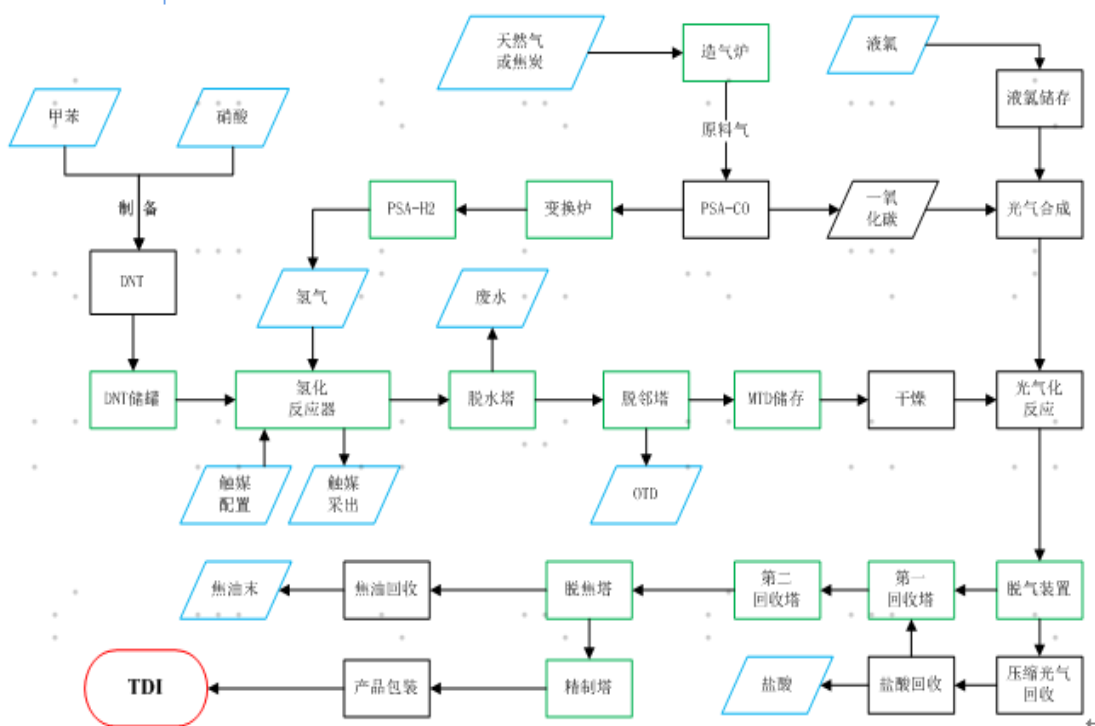 天然气
或焦炭
造气炉
液氯
甲苯
硝酸
液氯储存
原料气
制备
PSA-H2
变换炉
PSA-CO
一氧
化碳
光气合成
DNT
氢气
废水
DNT储罐
氢化
反应器
脱水塔
脱邻塔
MTD储存
干燥
光气化
反应
触媒
配置
触媒
采出
OTD
焦油末
焦油回收
脱焦塔
第二
回收塔
第一
回收塔
脱气装置
TDI
产品包装
精制塔
盐酸
盐酸回收
压缩光气
回收